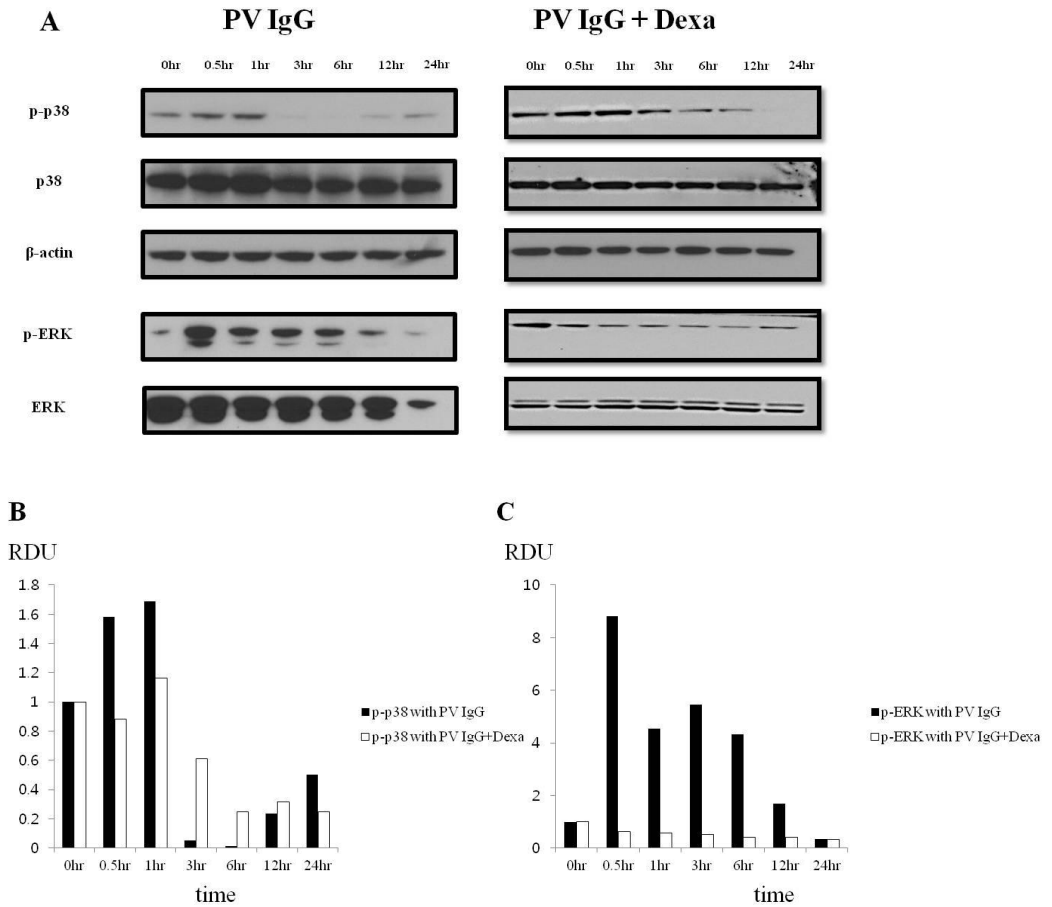 A
PV IgG
PV IgG + Dexa
0hr 0.5hr 1hr 3hr 6hr 12hr 24hr
0hr 0.5hr 1hr 3hr 6hr 12hr 24hr
p-p38
p38
β-actin
p-ERK
ERK
B
RDU
1.8
1.6
1.4
1.2
1
0.8
0.6
0.4
0.2
0
0hr 0.5hr 1hr 3hr 6hr 12hr 24hr
time
p-p38 with PV IgG
p-p38 with PV IgG+Dexa
C
RDU
10
8
6
4
2
0
0hr 0.5hr 1hr 3hr 6hr 12hr 24hr
time
p-ERK with PV IgG
p-ERK with PV IgG+Dexa